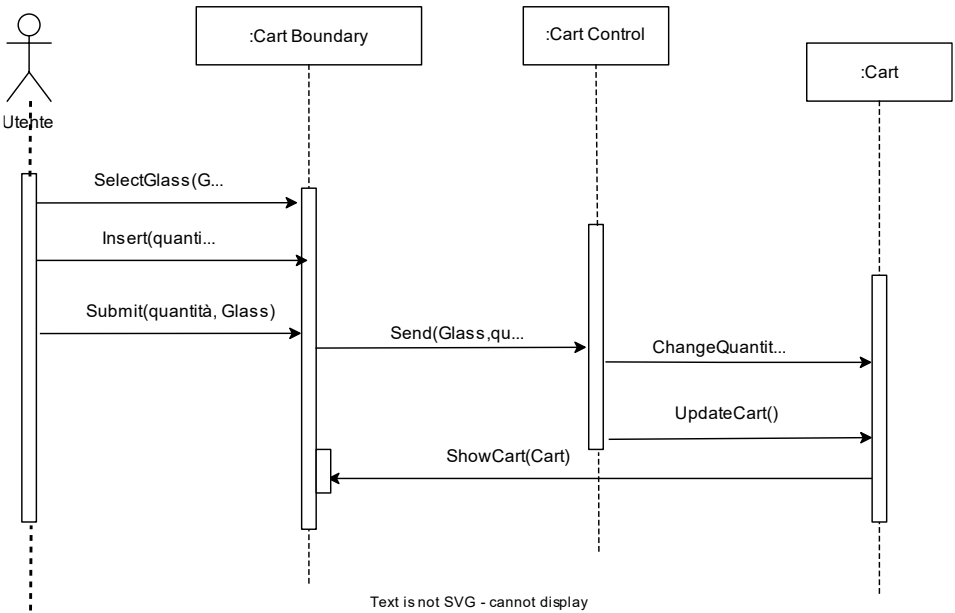 :Cart Boundary
:Cart Control
:Cart
Utente
SelectGlass(G...
Insert(quanti...
Submit(quantità, Glass)
Send(Glass,qu...
ChangeQuantit...
UpdateCart()
ShowCart(Cart)
Text is not SVG - cannot display